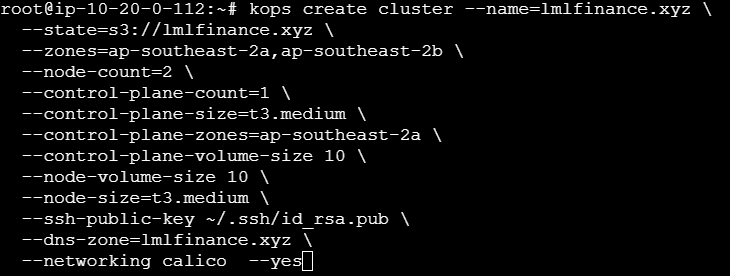 root@ip-10-20-0-112:~# kops create cluster --name=lmlfinance.xyz \
--state=s3://lmlfinance.xyz \
--zones=ap-southeast-2a,ap-southeast-2b \
--node-count=2 \
--control-plane-count=1 \
--control-plane-size=t3.medium \
--control-plane-zones=ap-southeast-2a \
--control-plane-volume-size 10 \
--node-volume-size 10 \
--node-size=t3.medium \
--ssh-public-key ~/.ssh/id_rsa.pub \
--dns-zone=lmlfinance.xyz \
--networking calico  --yes